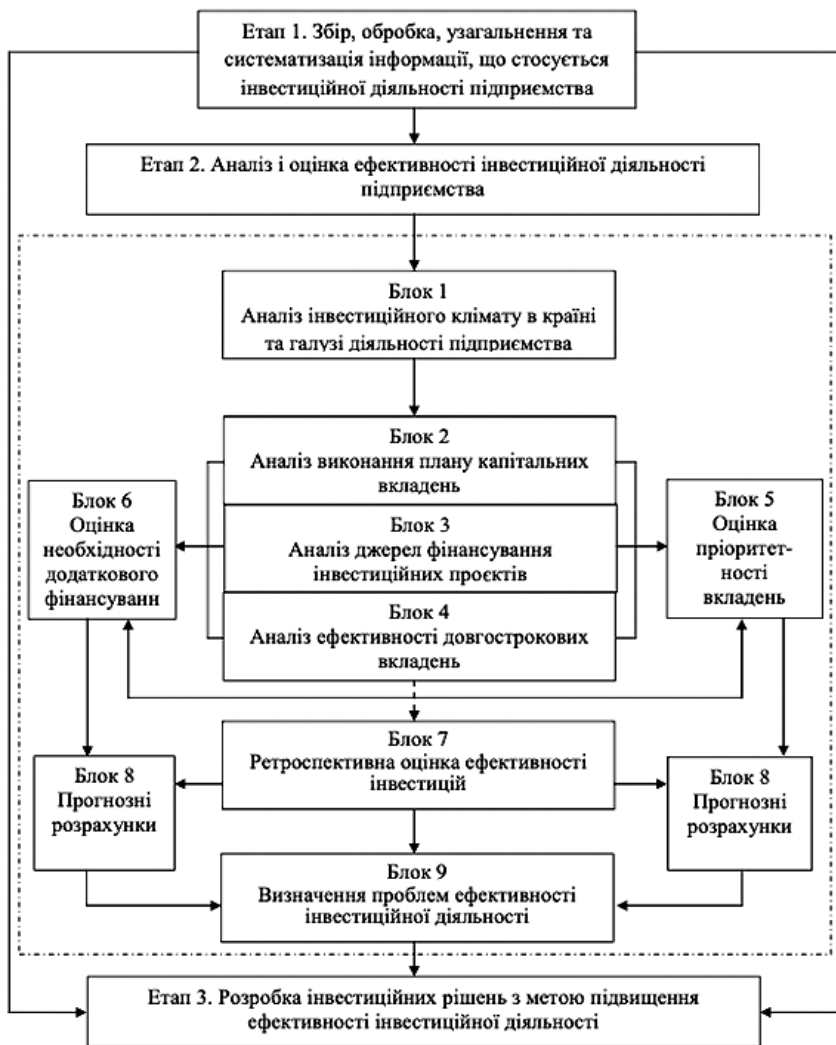 Етап 1. Збір, обробка, узагальнення та
систематизація інформації, що стосується
інвестиційної діяльності підприємства
Етап 2. Аналіз і оцінка ефективності інвестиційної діяльності
підприємства
Блок 1
Аналіз інвестиційного клімату в країні
та галузі діяльності підприємства
Блок 2
Аналіз виконання плану капітальних
вкладень
Блок 6
Оцінка
необхідності
додаткового
фінансуванн
Блок 3
Аналіз джерел фінансування
інвестиційних проєктів
Блок 5
Оцінка
пріоритет-
ності
вкладень
Блок 4
Аналіз ефективності довгострокових
вкладень
Блок 7
Ретроспективна оцінка ефективності
інвестицій
Блок 8
Прогнозні
розрахунки
Блок 8
Прогнозні
розрахунки
Блок 9
Визначення проблем ефективності
інвестиційної діяльності
Етап 3. Розробка інвестиційних рішень з метою підвищення
ефективності інвестиційної діяльності